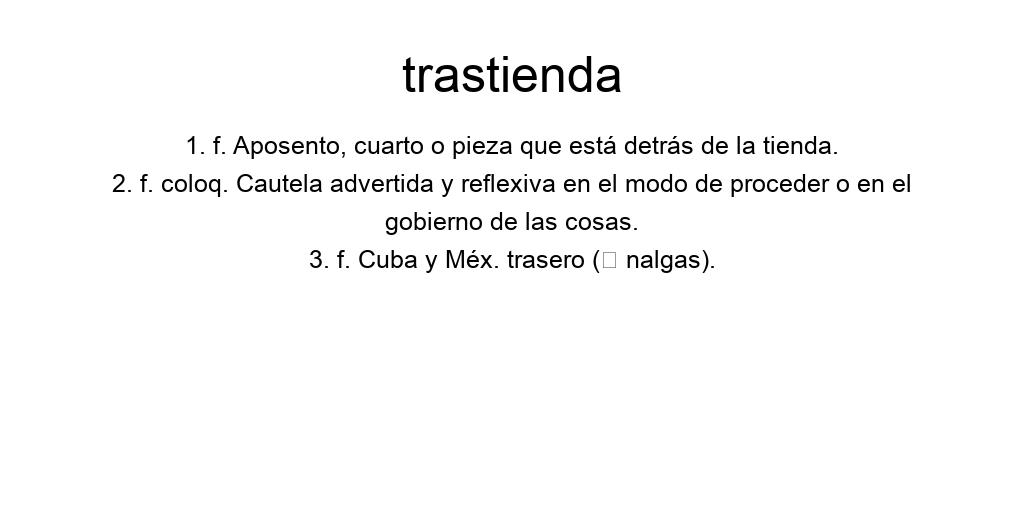 trastienda
1. f. Aposento, cuarto o pieza que está detrás de la tienda.
2. f. coloq. Cautela advertida y reflexiva en el modo de proceder o en el
gobierno de las cosas.
3. f. Cuba y Méx. trasero (□ nalgas).